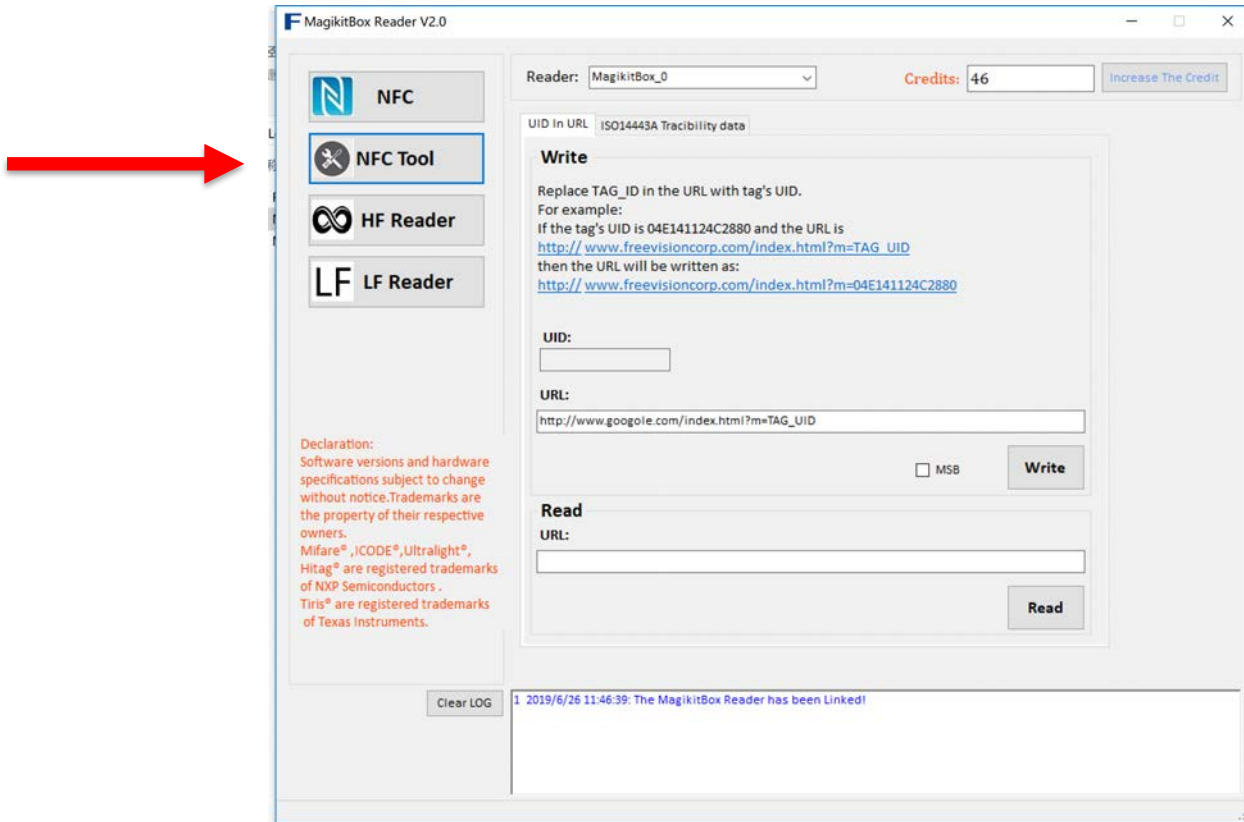 MagikitBox Reader V2.0
NFC
NFC Tool
HF Reader
LF LF Reader
Declaration:
Software versions and hardware
specifications subject to change
without notice.Trademarks are
the property of their respective
owners.
Mifare® ,ICODE®,Ultralight®,
Hitag® are registered trademarks
of NXP Semiconductors .
Tiris® are registered trademarks
of Texas Instruments.
Reader: MagikitBox_0 Credits: 46 Increase The Credit
UID In URL ISO14443A Tracibility data
Write
Replace TAG_ID in the URL with tag's UID.
For example:
If the tag's UID is 04E141124C2880 and the URL is
http:// www.freevisioncorp.com/index.html?m=TAG_UID
then the URL will be written as:
http:// www.freevisioncorp.com/index.html?m=04E141124C2880
UID:
URL:
http://www.googole.com/index.html?m=TAG_UID
MSB Write
Read
URL:
Read
Clear LOG
1 2019/6/26 11:46:39: The MagikitBox Reader has been Linked!